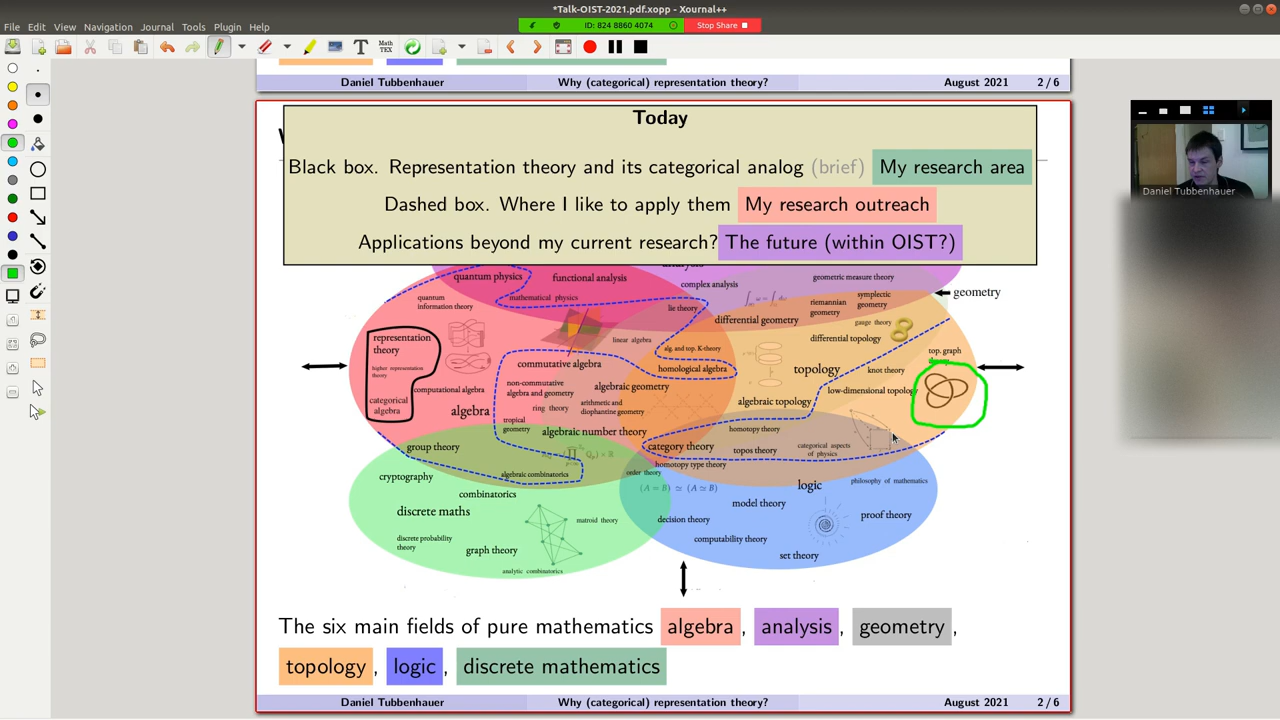 *Talk-OIST-2021.pdf.xopp - Xournal++
File Edit View Navigation Journal Tools Plugin Help
ID: 824 8860 4074 Stop Share
Math
TEX
Daniel Tubbenhauer Why (categorical) representation theory? August 2021 2 / 6
Today
Black box. Representation theory and its categorical analog (brief) My research area
Dashed box. Where I like to apply them My research outreach
Applications beyond my current research? The future (within OIST?)
Daniel Tubbenhauer
quantum physics
functional analysis
complex analysis
geometric measure theory
quantum
information theory
mathematical physics
lie theory
differential geometry
riemannian
geometry
symplectic
geometry
geometry
gauge theory
representation
theory
higher representation
theory
categorical
algebra
linear algebra
alg. and top. K-theory
differential topology
top. graph
commutative algebra
homological algebra
topology
knot theory
computational algebra
non-commutative
algebra and geometry
algebraic geometry
low-dimensional topology
algebra
ring theory
arithmetic and
diophantine geometry
algebraic topology
tropical
geometry
algebraic number theory
homotopy theory
group theory
category theory
topos theory
categorical aspects
of physics
cryptography
algebraic combinatorics
order theory
homotopy type theory
(A = B) ≃ (A ≃ B)
logic
philosophy of mathematics
combinatorics
model theory
discrete maths
matroid theory
decision theory
proof theory
discrete probability
theory
graph theory
computability theory
set theory
analytic combinatorics
The six main fields of pure mathematics algebra, analysis, geometry,
topology, logic, discrete mathematics
Daniel Tubbenhauer Why (categorical) representation theory? August 2021 2 / 6